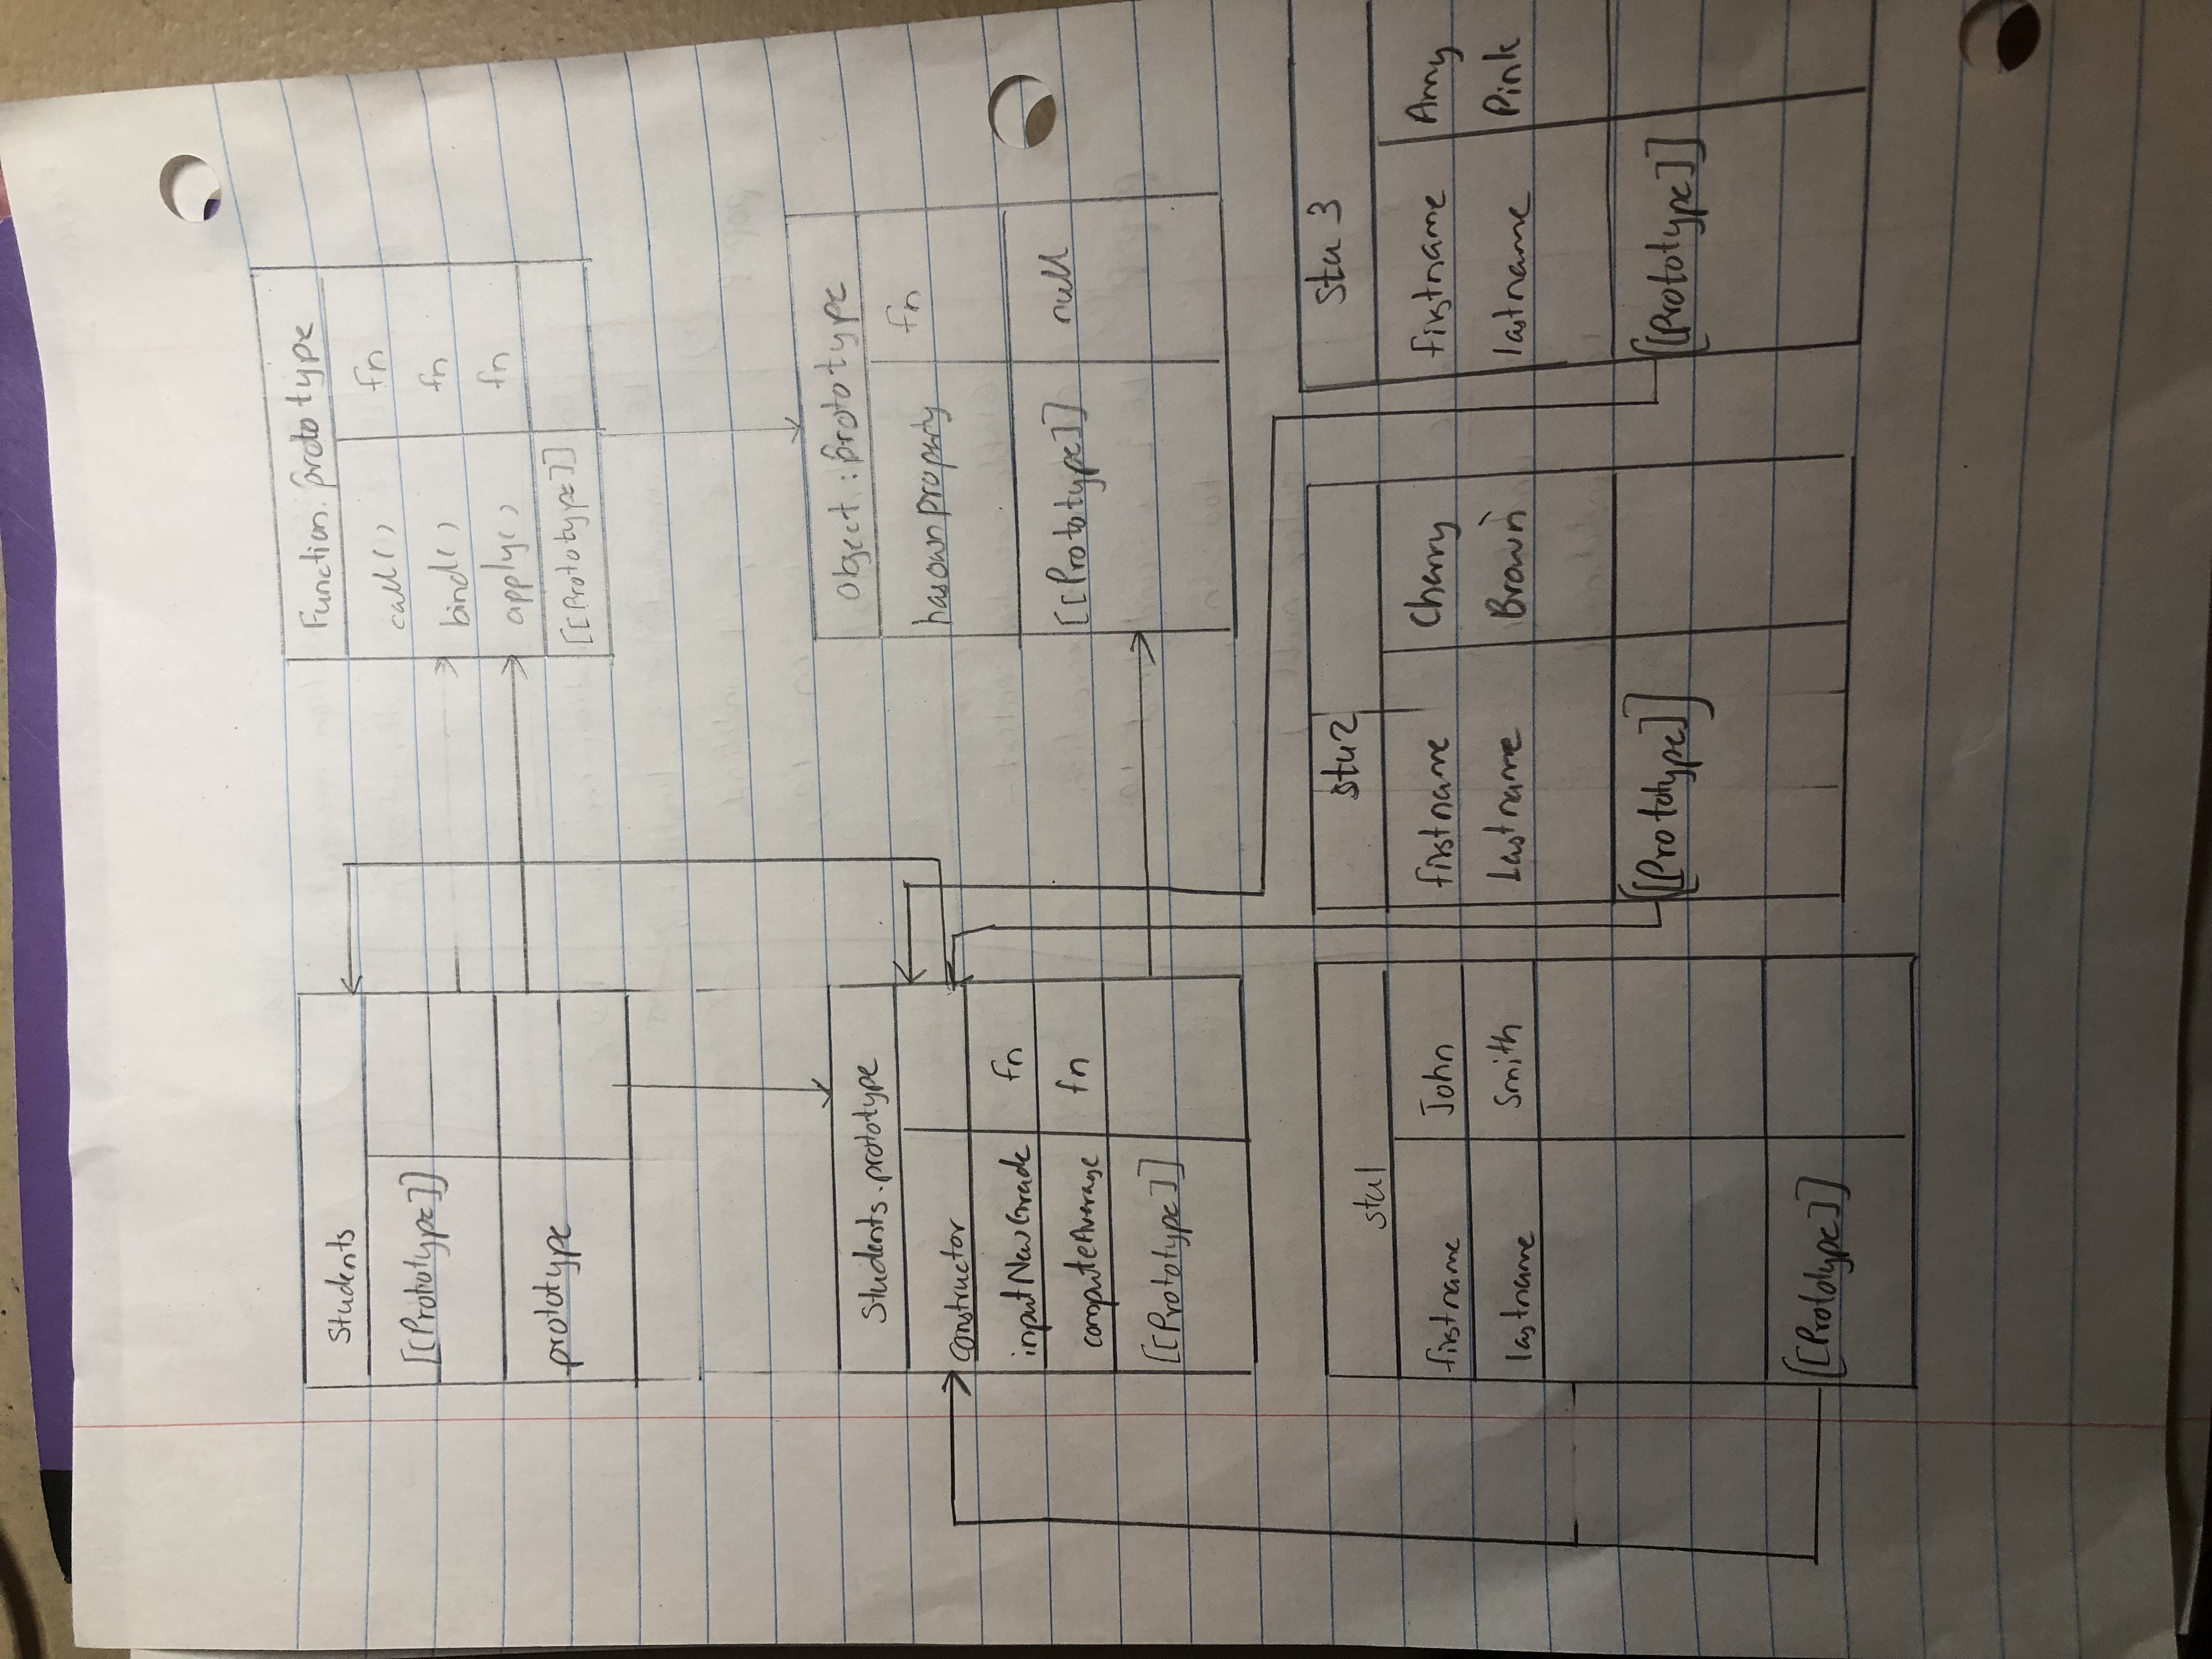 Students
[[Prototype]]
prototype
Function.prototype
call() fn
bind() fn
apply() fn
[[Prototype]]
Students.prototype
constructor
inputNewGrade fn
computeAverage fn
[[Prototype]]
Object:prototype
hasownproperty fn
[[Prototype]] null
stu1
firstname John
lastname Smith
[[Prototype]]
stu2
firstname Cherry
Lastname Brown
[[Prototype]]
stu 3
firstname Amy
lastname Pink
[[Prototype]]